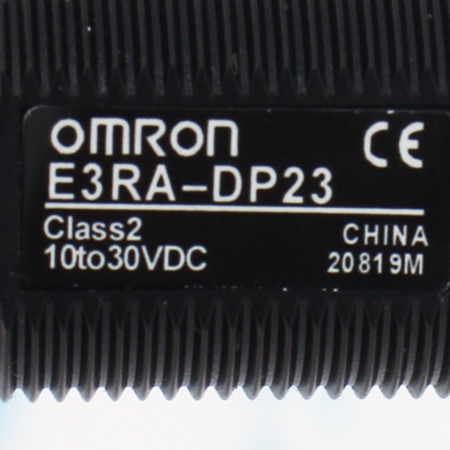 OMRON CE
E3RA-DP23
Class2 CHINA
10to30VDC 20819M